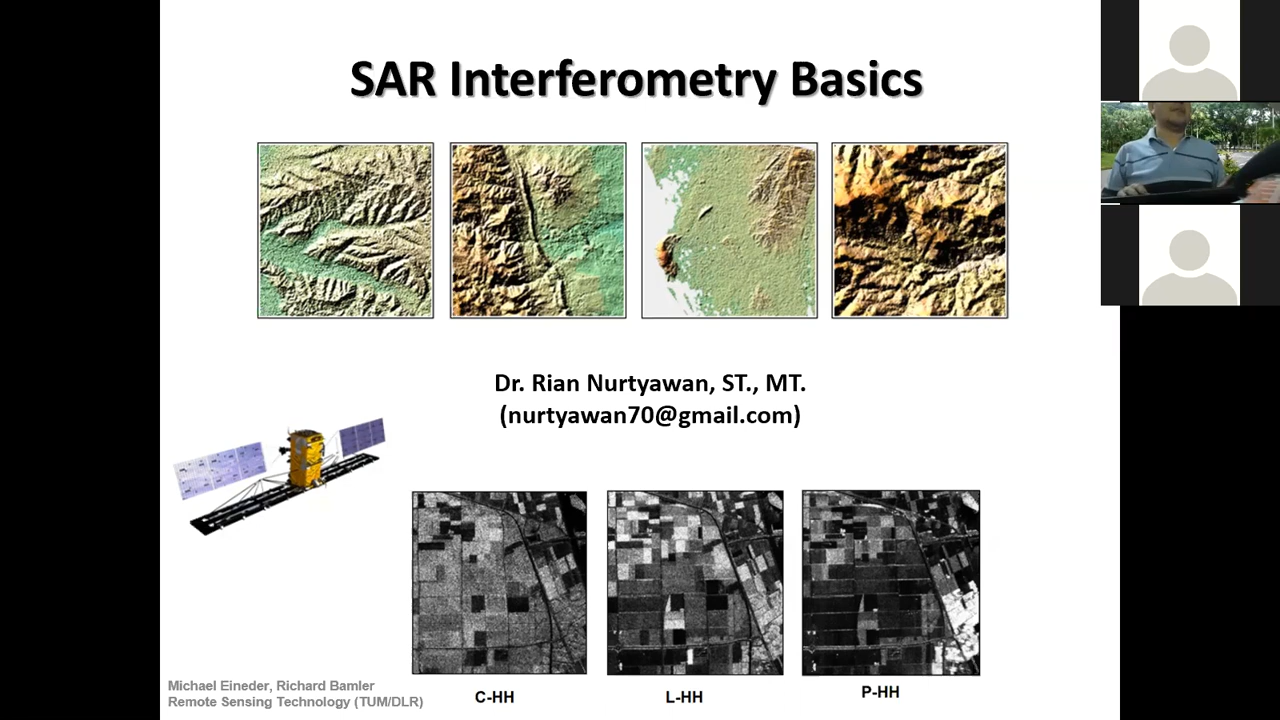 SAR Interferometry Basics
Dr. Rian Nurtyawan, ST., MT.
(nurtyawan70@gmail.com)
C-HH
L-HH
P-HH
Michael Eineder, Richard Bamler
Remote Sensing Technology (TUM/DLR)